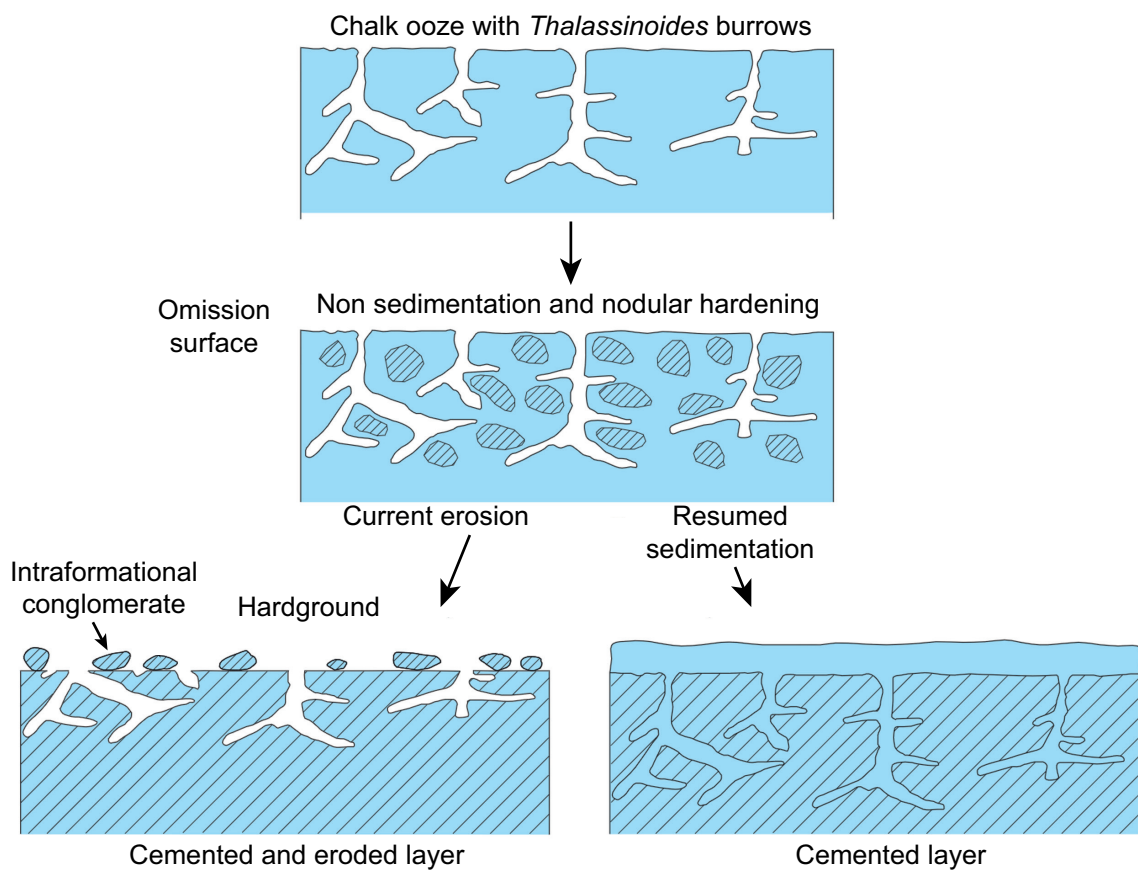 Chalk ooze with Thalassinoides burrows
Omission
surface
Non sedimentation and nodular hardening
Current erosion
Resumed
sedimentation
Intraformational
conglomerate
Hardground
Cemented and eroded layer
Cemented layer